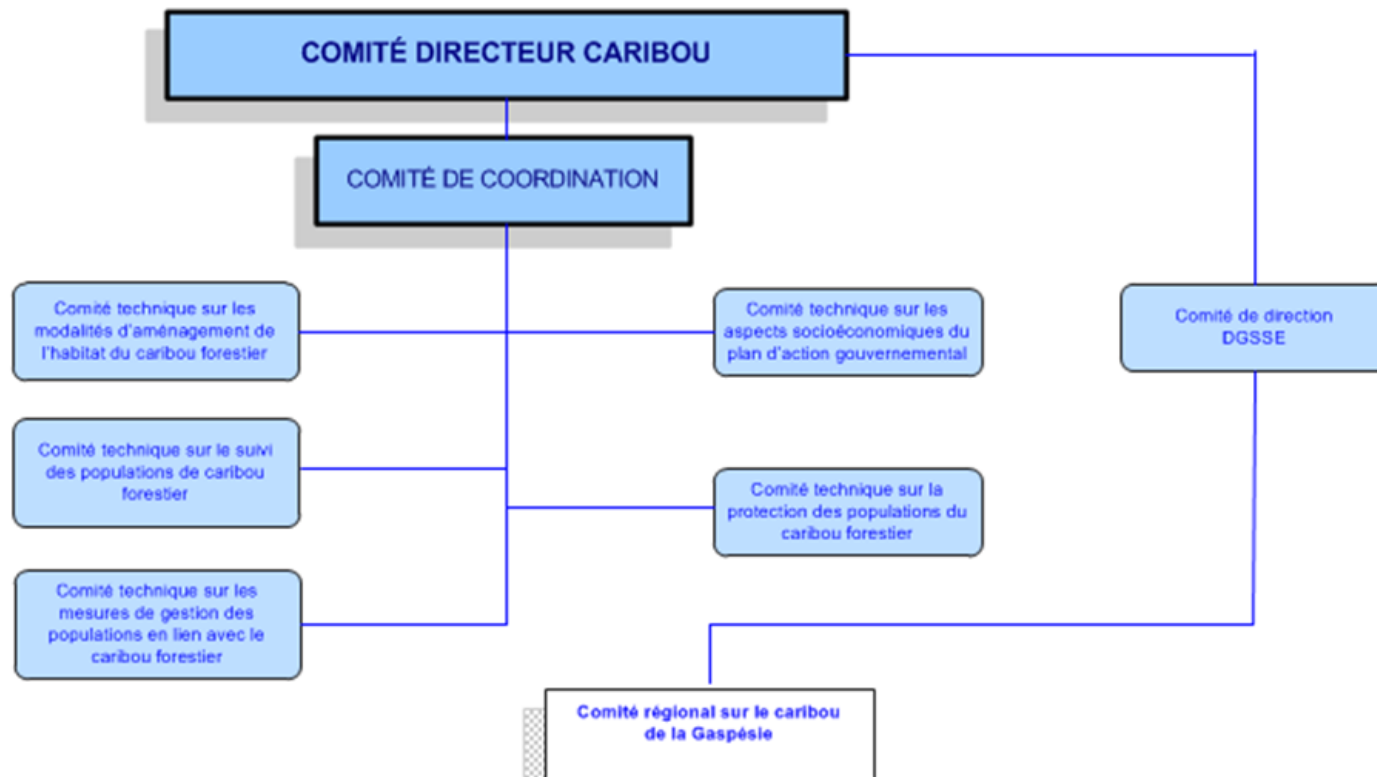 COMITÉ DIRECTEUR CARIBOU
COMITÉ DE COORDINATION
Comité technique sur les
modalités d'aménagement de
l'habitat du caribou forestier
Comité technique sur les
aspects socioéconomiques du
plan d'action gouvernemental
Comité de direction
DGSSE
Comité technique sur le suivi
des populations de caribou
forestier
Comité technique sur la
protection des populations du
caribou forestier
Comité technique sur les
mesures de gestion des
populations en lien avec le
caribou forestier
Comité régional sur le caribou
de la Gaspésie